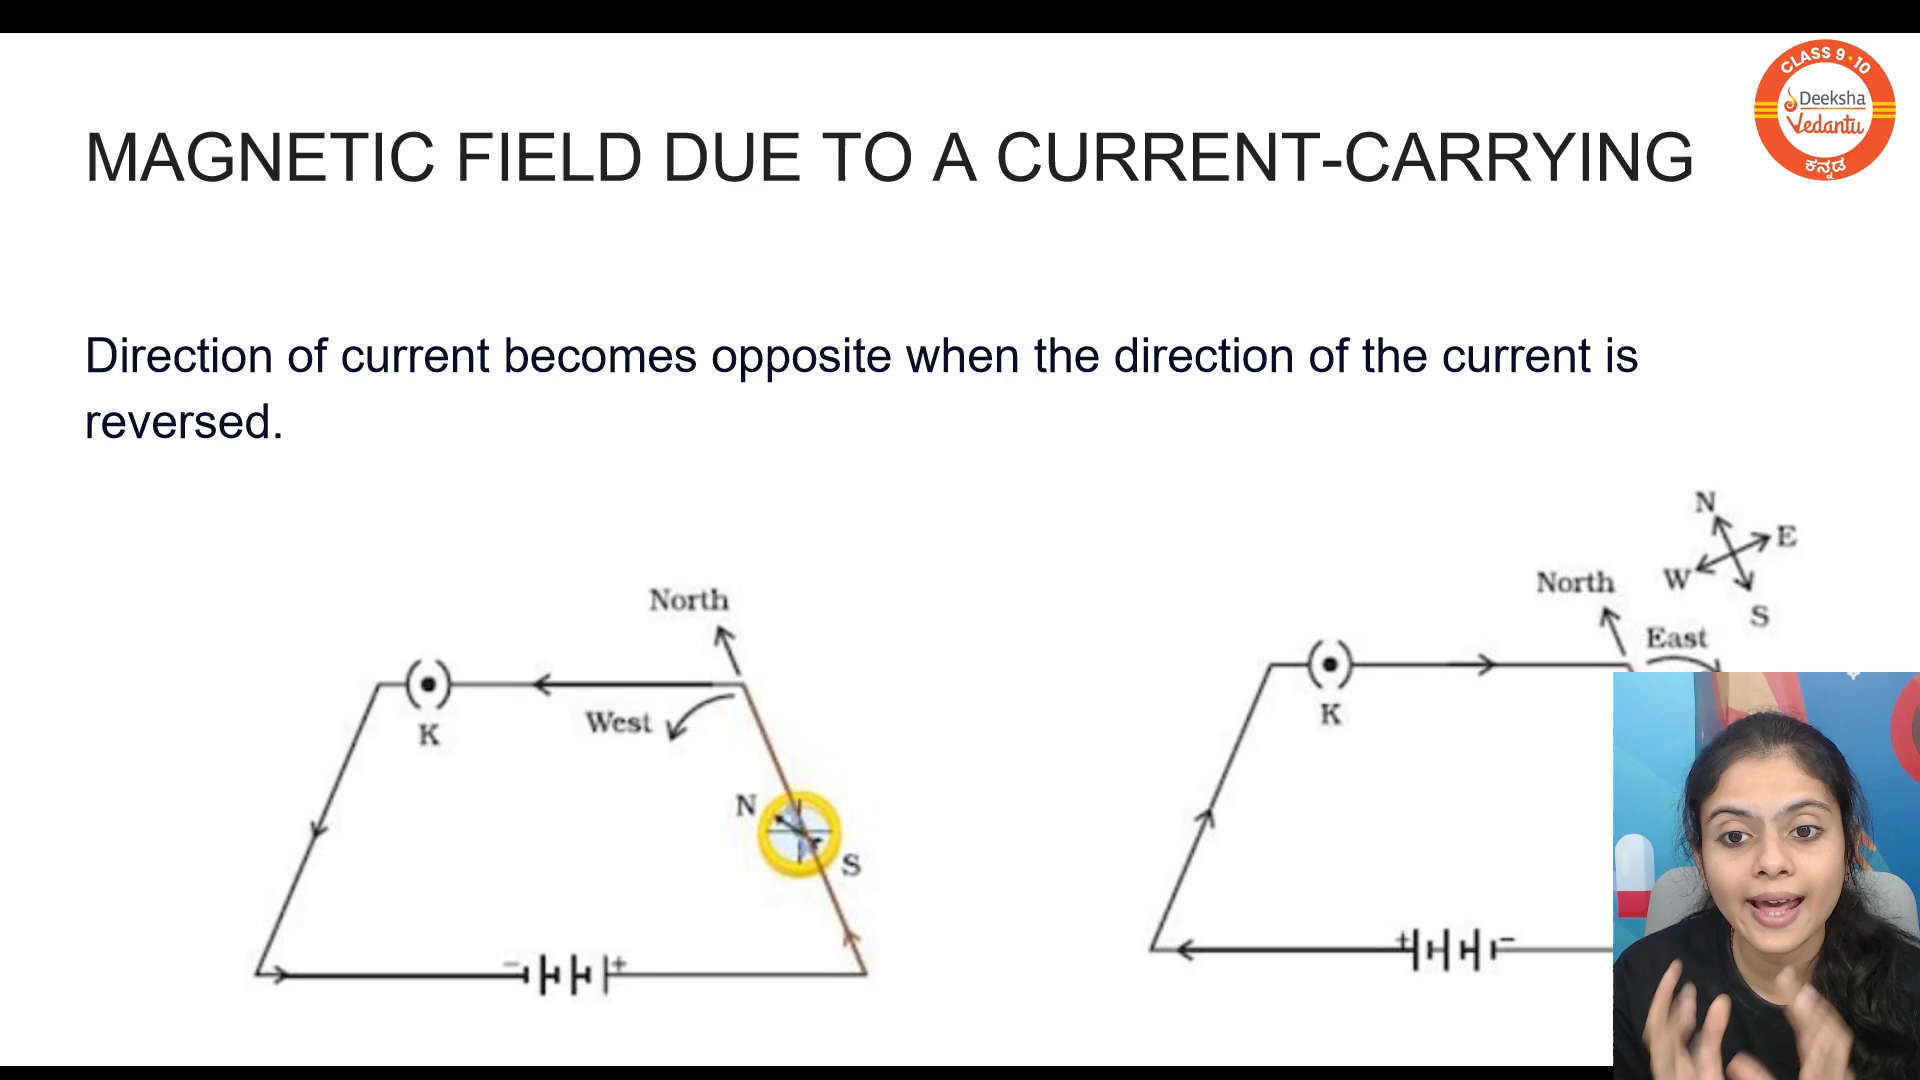 CLASS 9•10
Deeksha
Vedantu
ಕನ್ನಡ
MAGNETIC FIELD DUE TO A CURRENT-CARRYING
Direction of current becomes opposite when the direction of the current is
reversed.
North
K
West
N
S
− +
N
E
W
S
North
East
K
+ −